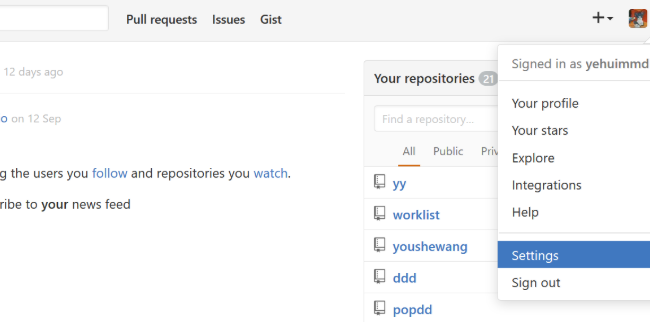 Pull requests Issues Gist
12 days ago
o on 12 Sep
g the users you follow and repositories you watch.
ribe to your news feed
Your repositories 21
Find a repository...
All Public Priv
yy
worklist
youshewang
ddd
popdd
Signed in as yehuimmd
Your profile
Your stars
Explore
Integrations
Help
Settings
Sign out